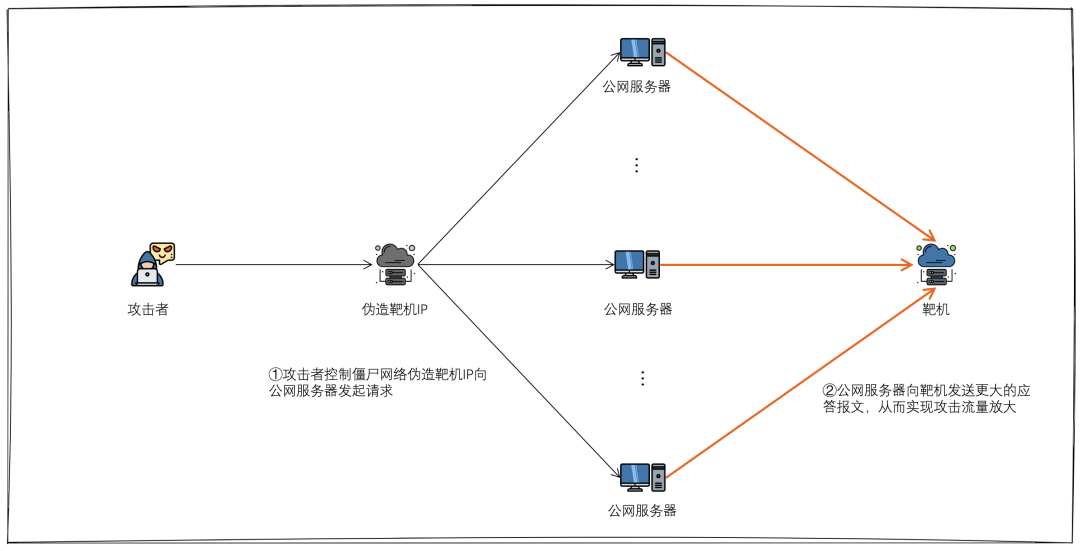 公网服务器
攻击者
伪造靶机IP
公网服务器
靶机
①攻击者控制僵尸网络伪造靶机IP向
公网服务器发起请求
②公网服务器向靶机发送更大的应
答报文，从而实现攻击流量放大
公网服务器